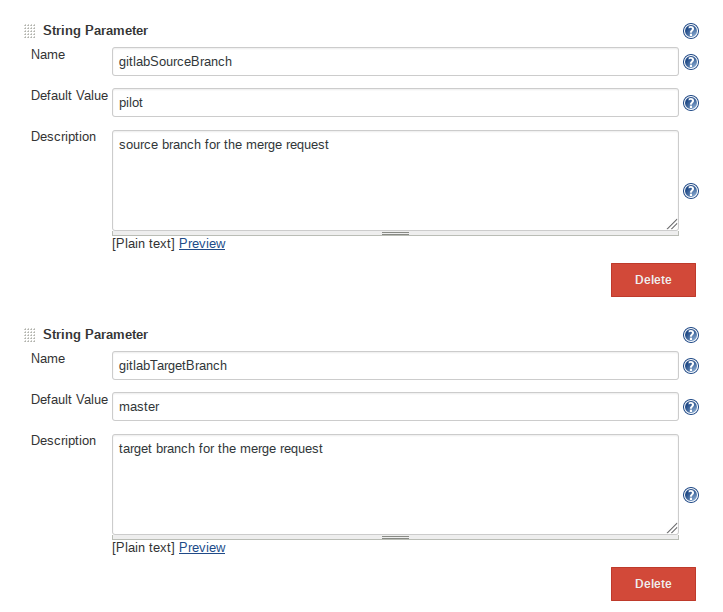 String Parameter
Name
gitlabSourceBranch
Default Value
pilot
Description
source branch for the merge request
[Plain text] Preview
Delete
String Parameter
Name
gitlabTargetBranch
Default Value
master
Description
target branch for the merge request
[Plain text] Preview
Delete